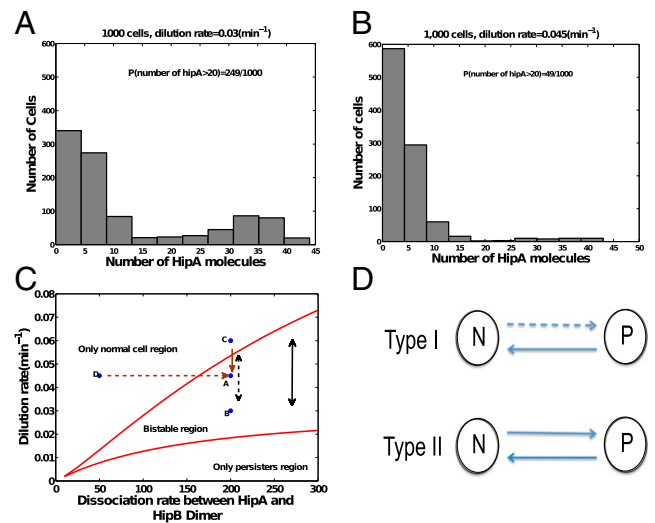 A
1000 cells, dilution rate=0.03(min⁻¹)
P(number of hipA>20)=249/1000
Number of Cells
600
500
400
300
200
100
0
0 5 10 15 20 25 30 35 40 45
Number of HipA molecules
B
1,000 cells, dilution rate=0.045(min⁻¹)
P(number of hipA>20)=49/1000
Number of Cells
600
500
400
300
200
100
0
0 10 20 30 40 50
Number of HipA molecules
C
Dilution rate(min⁻¹)
0.08
0.07
0.06
0.05
0.04
0.03
0.02
0.01
0
Only normal cell region
C
D
A
B
Bistable region
Only persisters region
0 50 100 150 200 250 300
Dissociation rate between HipA and
HipB Dimer
D
Type I
N
P
Type II
N
P